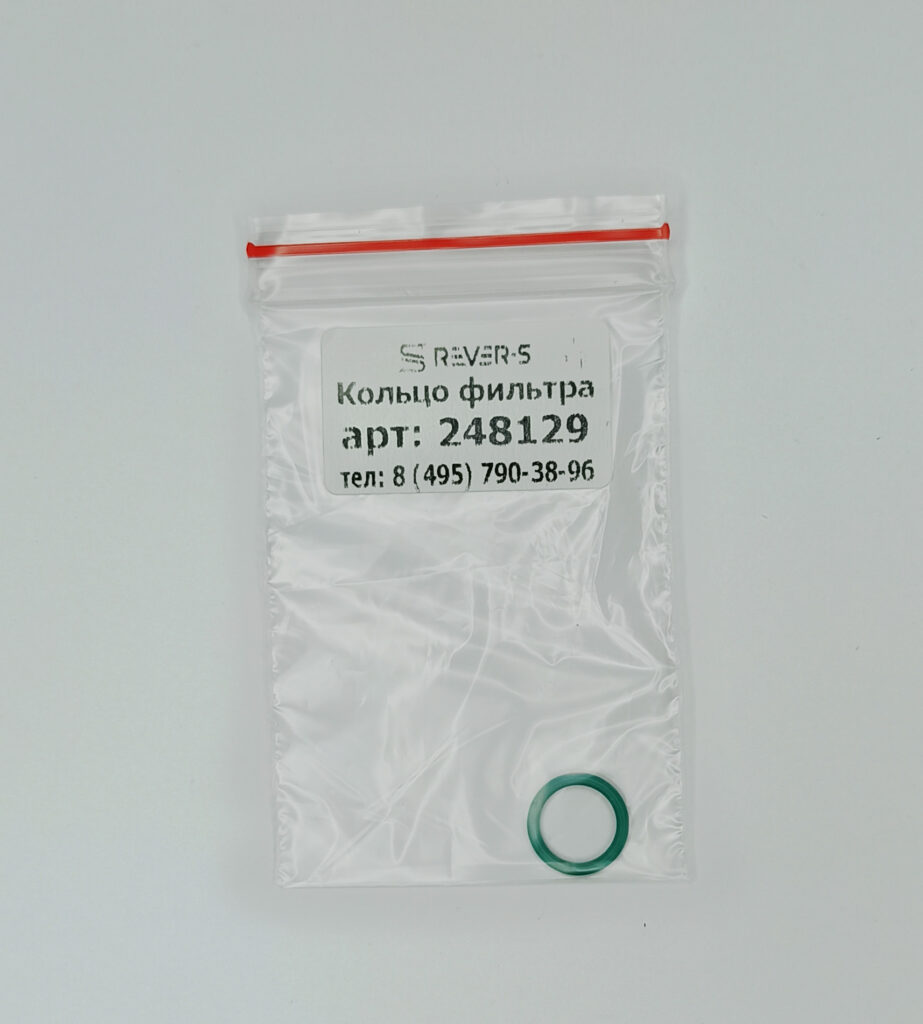 REVER-S
Кольцо фильтра
арт: 248129
тел: 8 (495) 790-38-96